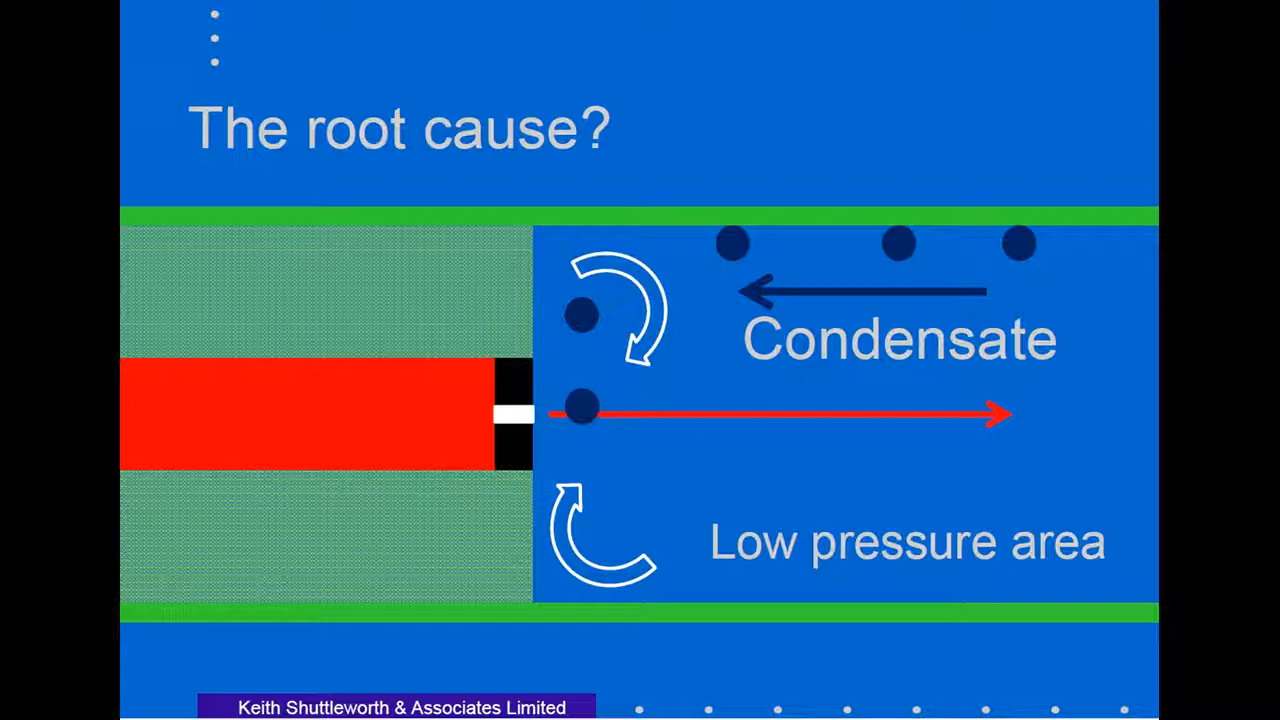 The root cause?
Condensate
Low pressure area
Keith Shuttleworth & Associates Limited